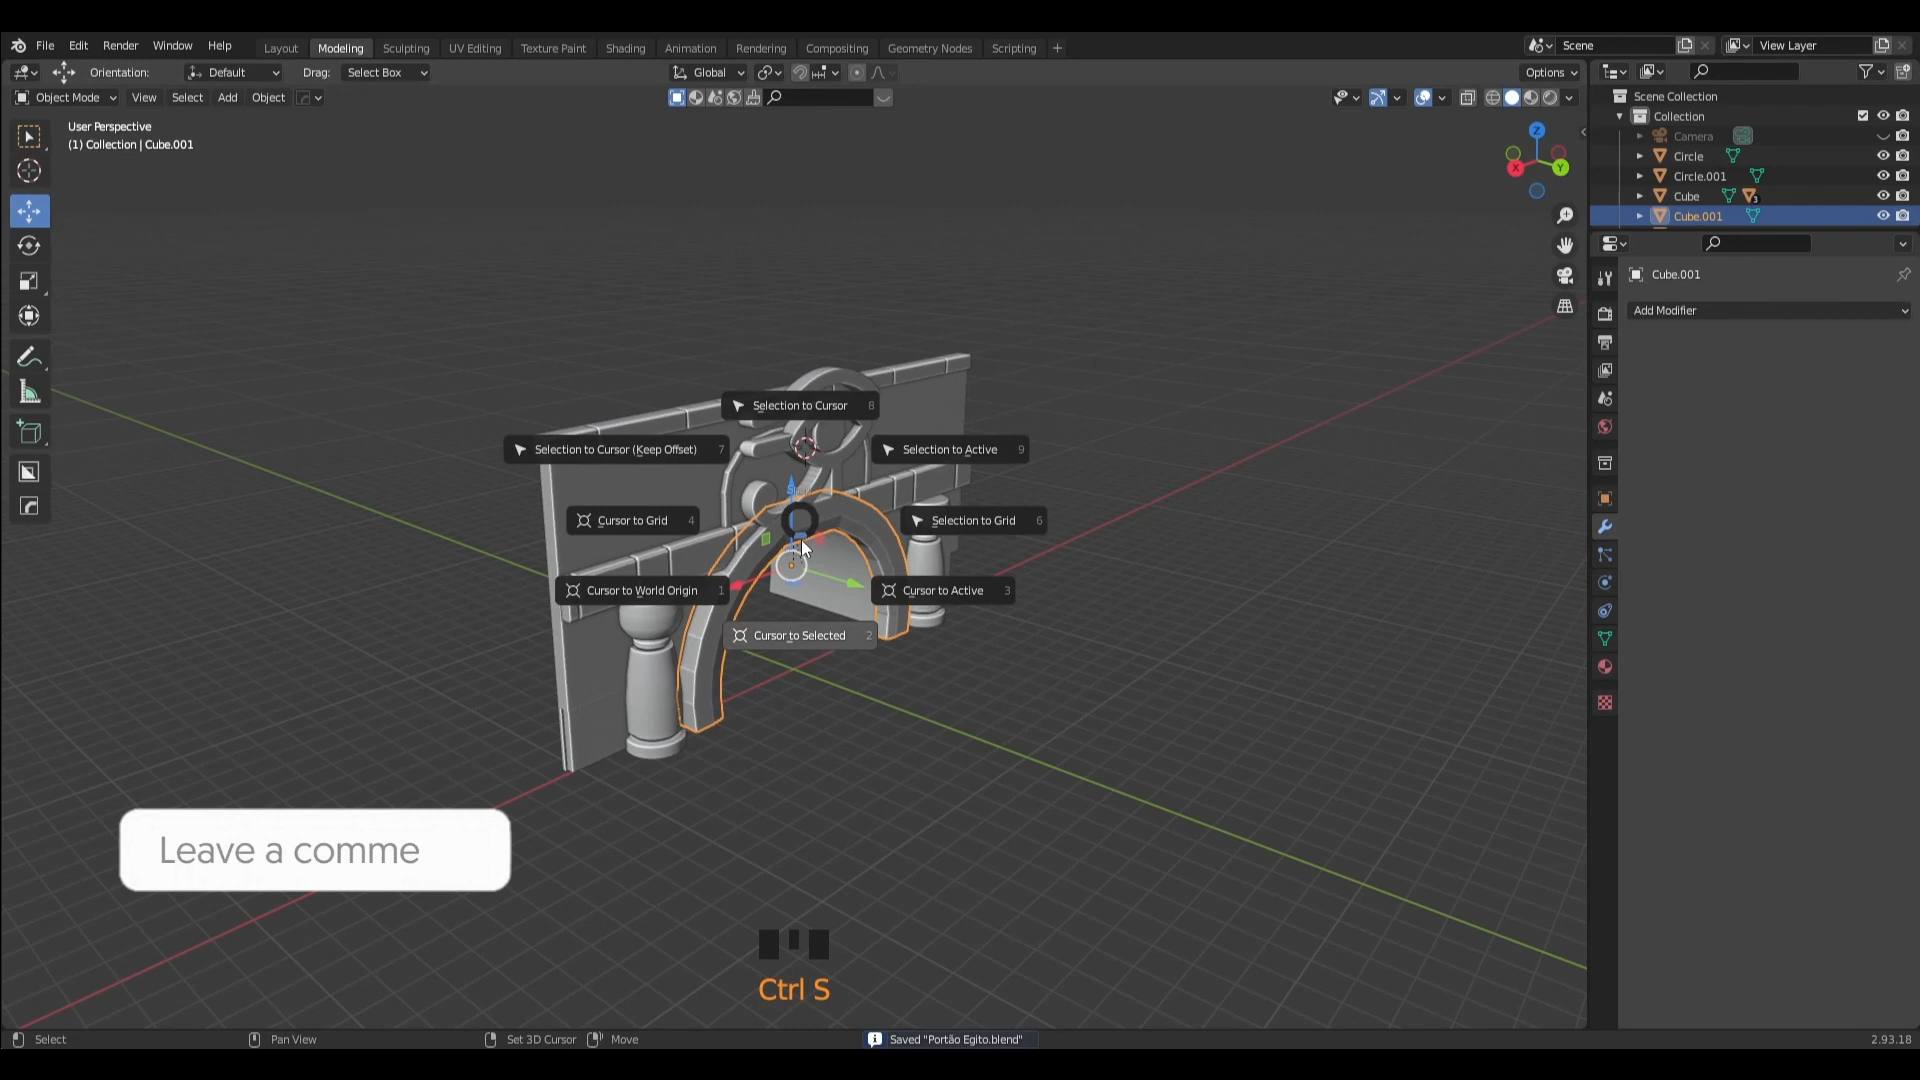 File Edit Render Window Help Layout Modeling Sculpting UV Editing Texture Paint Shading Animation Rendering Compositing Geometry Nodes Scripting + Scene View Layer
Orientation: Default Drag: Select Box Global Options
Object Mode View Select Add Object
User Perspective
(1) Collection | Cube.001
Scene Collection
Collection
Camera
Circle
Circle.001
Cube 3
Cube.001
Cube.001
Add Modifier
Z
X
Y
Selection to Cursor 8
Selection to Cursor (Keep Offset) 7
Selection to Active 9
Cursor to Grid 4
Selection to Grid 6
Cursor to World Origin 1
Cursor to Active 3
Cursor to Selected 2
Leave a comme
Ctrl S
Select Pan View Set 3D Cursor Move Saved "Portão Egito.blend" 2.93.18